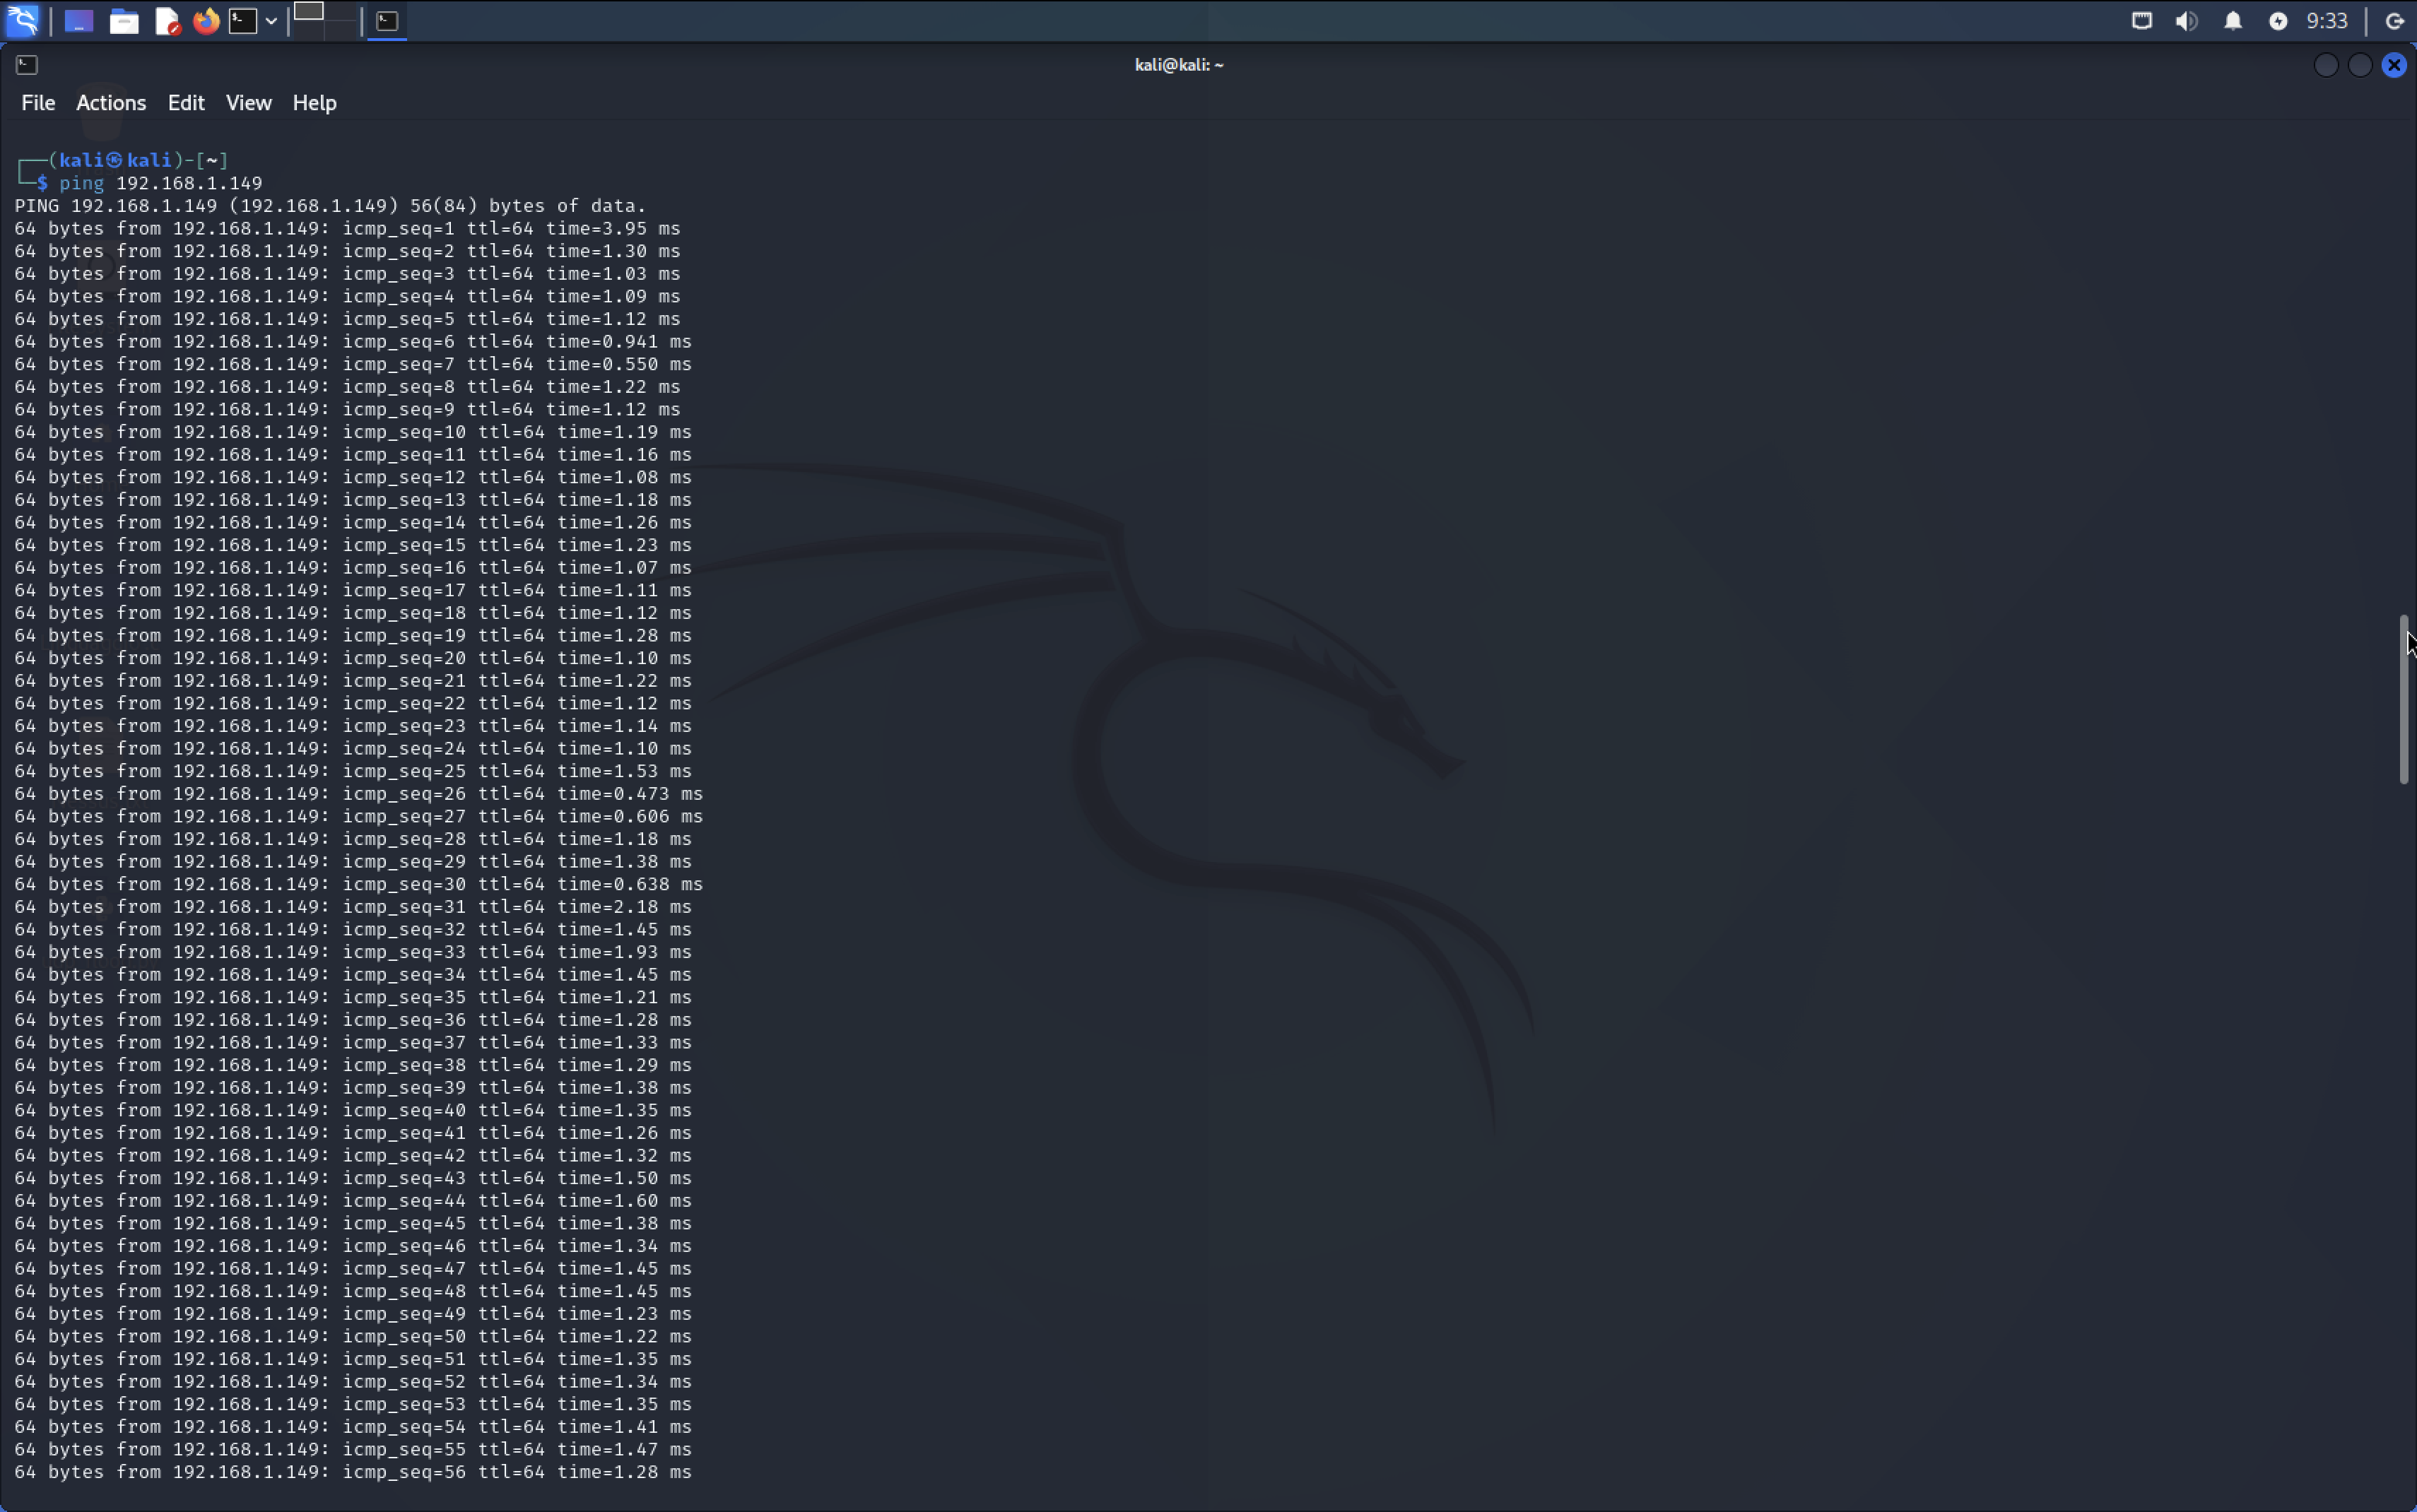 9:33
kali@kali: ~
File Actions Edit View Help
┌──(kali㉿kali)-[~]
└─$ ping 192.168.1.149
PING 192.168.1.149 (192.168.1.149) 56(84) bytes of data.
64 bytes from 192.168.1.149: icmp_seq=1 ttl=64 time=3.95 ms
64 bytes from 192.168.1.149: icmp_seq=2 ttl=64 time=1.30 ms
64 bytes from 192.168.1.149: icmp_seq=3 ttl=64 time=1.03 ms
64 bytes from 192.168.1.149: icmp_seq=4 ttl=64 time=1.09 ms
64 bytes from 192.168.1.149: icmp_seq=5 ttl=64 time=1.12 ms
64 bytes from 192.168.1.149: icmp_seq=6 ttl=64 time=0.941 ms
64 bytes from 192.168.1.149: icmp_seq=7 ttl=64 time=0.550 ms
64 bytes from 192.168.1.149: icmp_seq=8 ttl=64 time=1.22 ms
64 bytes from 192.168.1.149: icmp_seq=9 ttl=64 time=1.12 ms
64 bytes from 192.168.1.149: icmp_seq=10 ttl=64 time=1.19 ms
64 bytes from 192.168.1.149: icmp_seq=11 ttl=64 time=1.16 ms
64 bytes from 192.168.1.149: icmp_seq=12 ttl=64 time=1.08 ms
64 bytes from 192.168.1.149: icmp_seq=13 ttl=64 time=1.18 ms
64 bytes from 192.168.1.149: icmp_seq=14 ttl=64 time=1.26 ms
64 bytes from 192.168.1.149: icmp_seq=15 ttl=64 time=1.23 ms
64 bytes from 192.168.1.149: icmp_seq=16 ttl=64 time=1.07 ms
64 bytes from 192.168.1.149: icmp_seq=17 ttl=64 time=1.11 ms
64 bytes from 192.168.1.149: icmp_seq=18 ttl=64 time=1.12 ms
64 bytes from 192.168.1.149: icmp_seq=19 ttl=64 time=1.28 ms
64 bytes from 192.168.1.149: icmp_seq=20 ttl=64 time=1.10 ms
64 bytes from 192.168.1.149: icmp_seq=21 ttl=64 time=1.22 ms
64 bytes from 192.168.1.149: icmp_seq=22 ttl=64 time=1.12 ms
64 bytes from 192.168.1.149: icmp_seq=23 ttl=64 time=1.14 ms
64 bytes from 192.168.1.149: icmp_seq=24 ttl=64 time=1.10 ms
64 bytes from 192.168.1.149: icmp_seq=25 ttl=64 time=1.53 ms
64 bytes from 192.168.1.149: icmp_seq=26 ttl=64 time=0.473 ms
64 bytes from 192.168.1.149: icmp_seq=27 ttl=64 time=0.606 ms
64 bytes from 192.168.1.149: icmp_seq=28 ttl=64 time=1.18 ms
64 bytes from 192.168.1.149: icmp_seq=29 ttl=64 time=1.38 ms
64 bytes from 192.168.1.149: icmp_seq=30 ttl=64 time=0.638 ms
64 bytes from 192.168.1.149: icmp_seq=31 ttl=64 time=2.18 ms
64 bytes from 192.168.1.149: icmp_seq=32 ttl=64 time=1.45 ms
64 bytes from 192.168.1.149: icmp_seq=33 ttl=64 time=1.93 ms
64 bytes from 192.168.1.149: icmp_seq=34 ttl=64 time=1.45 ms
64 bytes from 192.168.1.149: icmp_seq=35 ttl=64 time=1.21 ms
64 bytes from 192.168.1.149: icmp_seq=36 ttl=64 time=1.28 ms
64 bytes from 192.168.1.149: icmp_seq=37 ttl=64 time=1.33 ms
64 bytes from 192.168.1.149: icmp_seq=38 ttl=64 time=1.29 ms
64 bytes from 192.168.1.149: icmp_seq=39 ttl=64 time=1.38 ms
64 bytes from 192.168.1.149: icmp_seq=40 ttl=64 time=1.35 ms
64 bytes from 192.168.1.149: icmp_seq=41 ttl=64 time=1.26 ms
64 bytes from 192.168.1.149: icmp_seq=42 ttl=64 time=1.32 ms
64 bytes from 192.168.1.149: icmp_seq=43 ttl=64 time=1.50 ms
64 bytes from 192.168.1.149: icmp_seq=44 ttl=64 time=1.60 ms
64 bytes from 192.168.1.149: icmp_seq=45 ttl=64 time=1.38 ms
64 bytes from 192.168.1.149: icmp_seq=46 ttl=64 time=1.34 ms
64 bytes from 192.168.1.149: icmp_seq=47 ttl=64 time=1.45 ms
64 bytes from 192.168.1.149: icmp_seq=48 ttl=64 time=1.45 ms
64 bytes from 192.168.1.149: icmp_seq=49 ttl=64 time=1.23 ms
64 bytes from 192.168.1.149: icmp_seq=50 ttl=64 time=1.22 ms
64 bytes from 192.168.1.149: icmp_seq=51 ttl=64 time=1.35 ms
64 bytes from 192.168.1.149: icmp_seq=52 ttl=64 time=1.34 ms
64 bytes from 192.168.1.149: icmp_seq=53 ttl=64 time=1.35 ms
64 bytes from 192.168.1.149: icmp_seq=54 ttl=64 time=1.41 ms
64 bytes from 192.168.1.149: icmp_seq=55 ttl=64 time=1.47 ms
64 bytes from 192.168.1.149: icmp_seq=56 ttl=64 time=1.28 ms